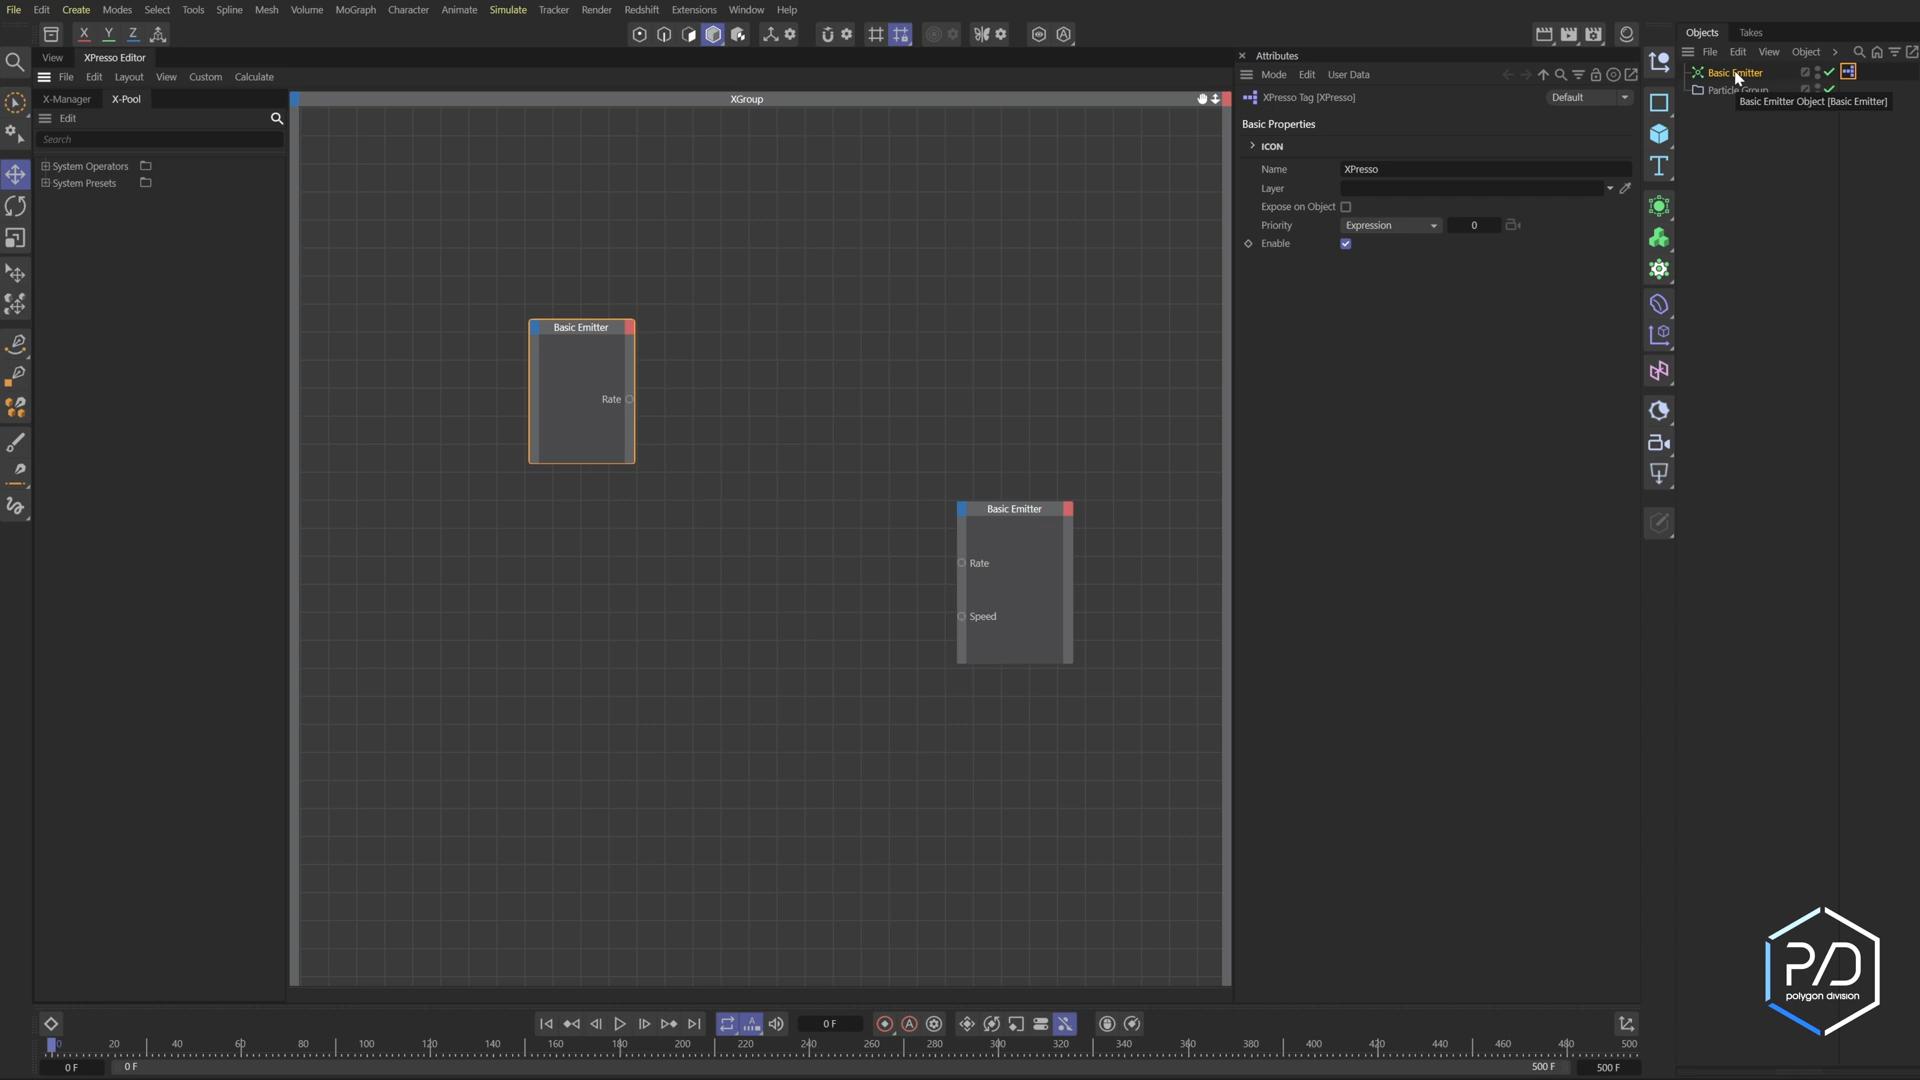 File Edit Create Modes Select Tools Spline Mesh Volume MoGraph Character Animate Simulate Tracker Render Redshift Extensions Window Help
X Y Z
Objects Takes
View XPresso Editor
Attributes
File Edit View Object
File Edit Layout View Custom Calculate
Mode Edit User Data
Basic Emitter
Particle Group
Basic Emitter Object [Basic Emitter]
X-Manager X-Pool
XGroup
XPresso Tag [XPresso] Default
Edit
Search
Basic Properties
ICON
System Operators
System Presets
Name XPresso
Layer
Expose on Object
Priority Expression 0
Enable
Basic Emitter
Rate
Basic Emitter
Rate
Speed
P/D
polygon division
0 F
0 20 40 60 80 100 120 140 160 180 200 220 240 260 280 300 320 340 360 380 400 420 440 460 480 500
0 F 0 F 500 F 500 F